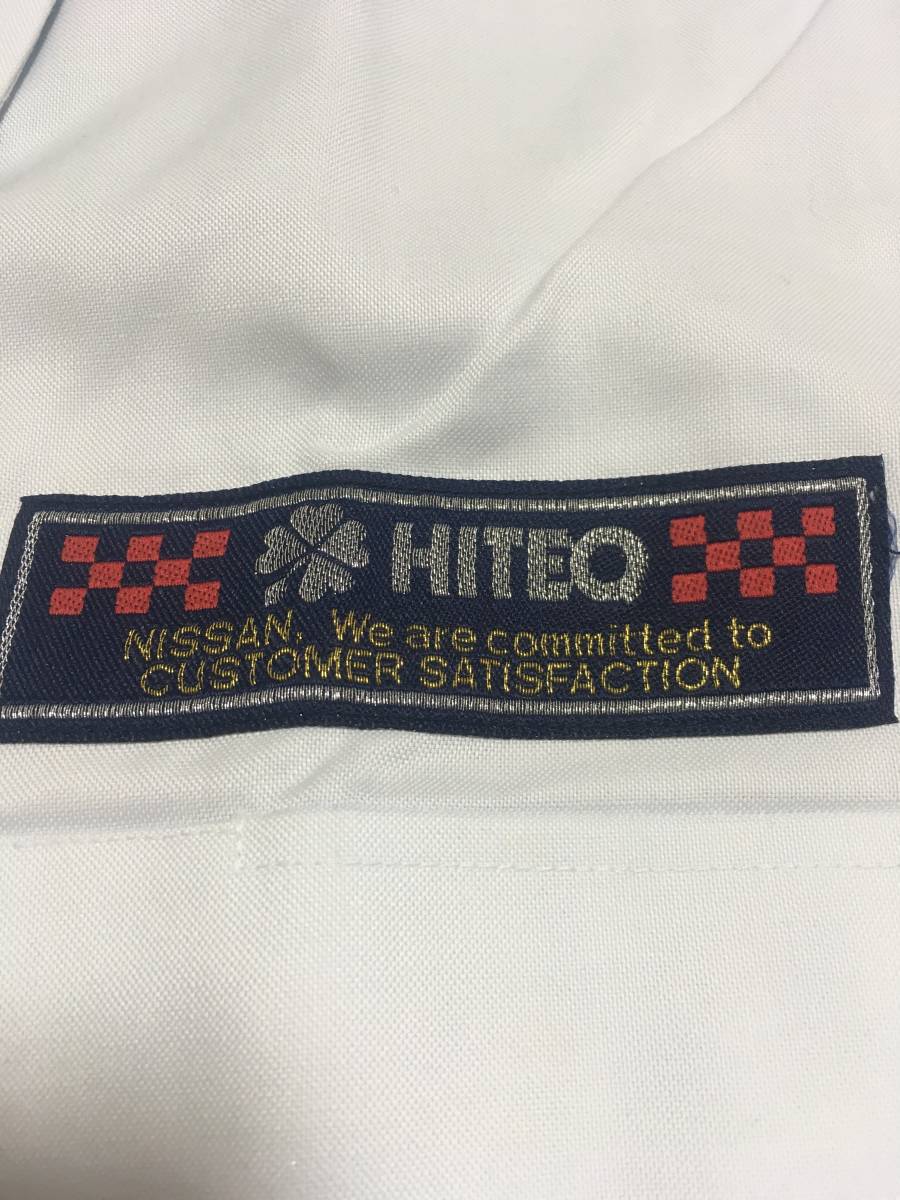 HITEQ
NISSAN. We are committed to
CUSTOMER SATISFACTION